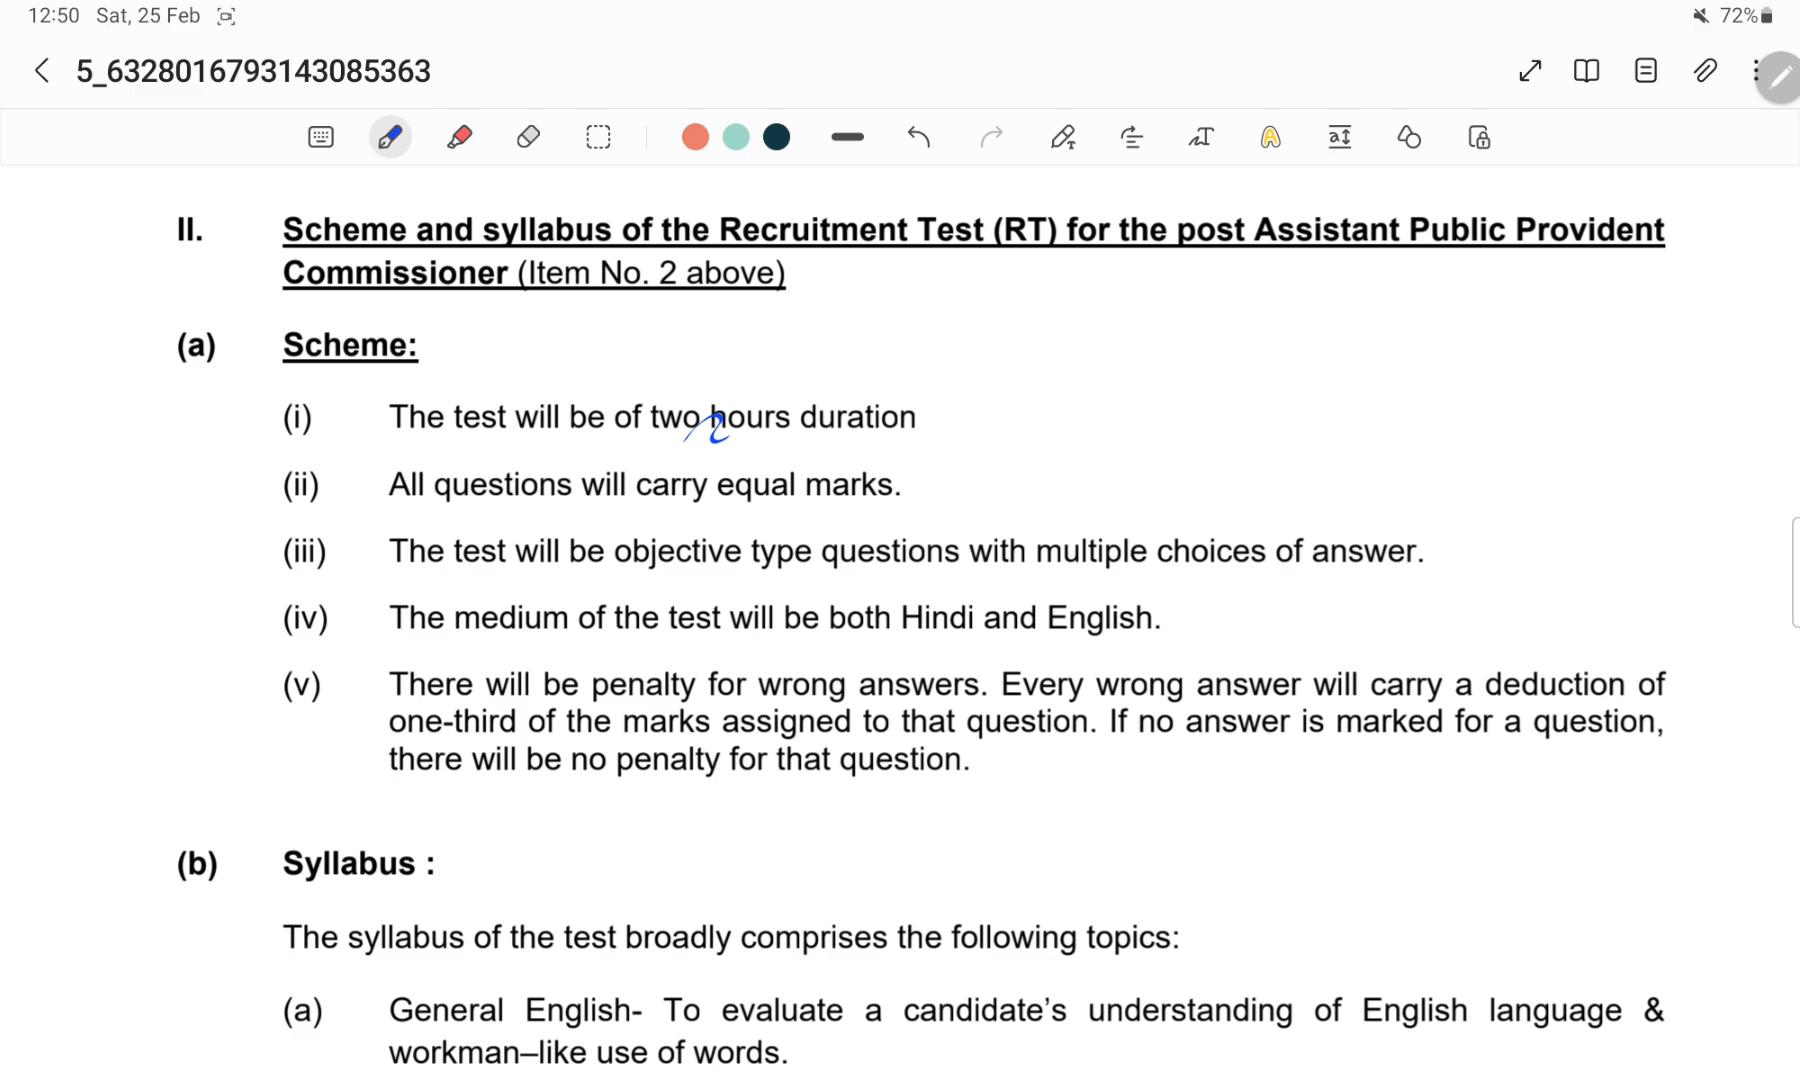 12:50 Sat, 25 Feb
72%
5_6328016793143085363
II. Scheme and syllabus of the Recruitment Test (RT) for the post Assistant Public Provident
Commissioner (Item No. 2 above)
(a) Scheme:
(i) The test will be of two hours duration
(ii) All questions will carry equal marks.
(iii) The test will be objective type questions with multiple choices of answer.
(iv) The medium of the test will be both Hindi and English.
(v) There will be penalty for wrong answers. Every wrong answer will carry a deduction of
one-third of the marks assigned to that question. If no answer is marked for a question,
there will be no penalty for that question.
(b) Syllabus :
The syllabus of the test broadly comprises the following topics:
(a) General English- To evaluate a candidate's understanding of English language &
workman–like use of words.